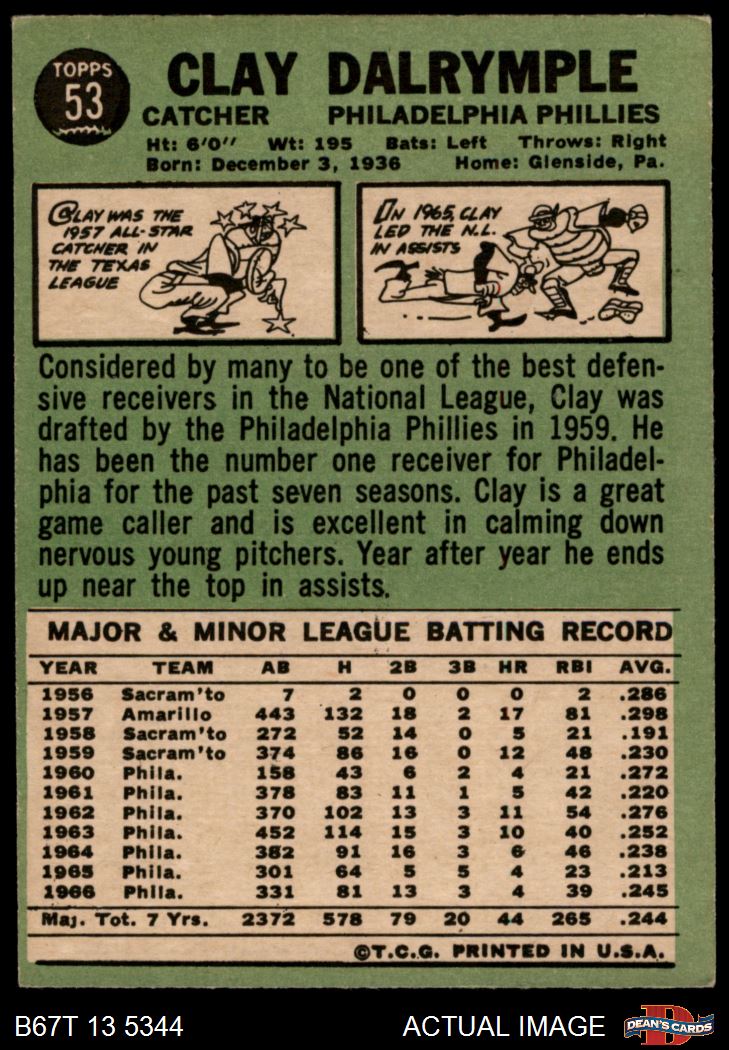 TOPPS
53
CLAY DALRYMPLE
CATCHER PHILADELPHIA PHILLIES
Ht: 6'0" Wt: 195 Bats: Left Throws: Right
Born: December 3, 1936 Home: Glenside, Pa.
CLAY WAS THE
1957 ALL-STAR
CATCHER IN
THE TEXAS
LEAGUE
IN 1965, CLAY
LED THE N.L.
IN ASSISTS
Considered by many to be one of the best defen-
sive receivers in the National League, Clay was
drafted by the Philadelphia Phillies in 1959. He
has been the number one receiver for Philadel-
phia for the past seven seasons. Clay is a great
game caller and is excellent in calming down
nervous young pitchers. Year after year he ends
up near the top in assists.
MAJOR & MINOR LEAGUE BATTING RECORD
YEAR TEAM AB H 2B 3B HR RBI AVG.
1956 Sacram'to 7 2 0 0 0 2 .286
1957 Amarillo 443 132 18 2 17 81 .298
1958 Sacram'to 272 52 14 0 5 21 .191
1959 Sacram'to 374 86 16 0 12 48 .230
1960 Phila. 158 43 6 2 4 21 .272
1961 Phila. 378 83 11 1 5 42 .220
1962 Phila. 370 102 13 3 11 54 .276
1963 Phila. 452 114 15 3 10 40 .252
1964 Phila. 382 91 16 3 6 46 .238
1965 Phila. 301 64 5 5 4 23 .213
1966 Phila. 331 81 13 3 4 39 .245
Maj. Tot. 7 Yrs. 2372 578 79 20 44 265 .244
©T.C.G. PRINTED IN U.S.A.
B67T 13 5344 ACTUAL IMAGE
D
DEAN'S CARDS